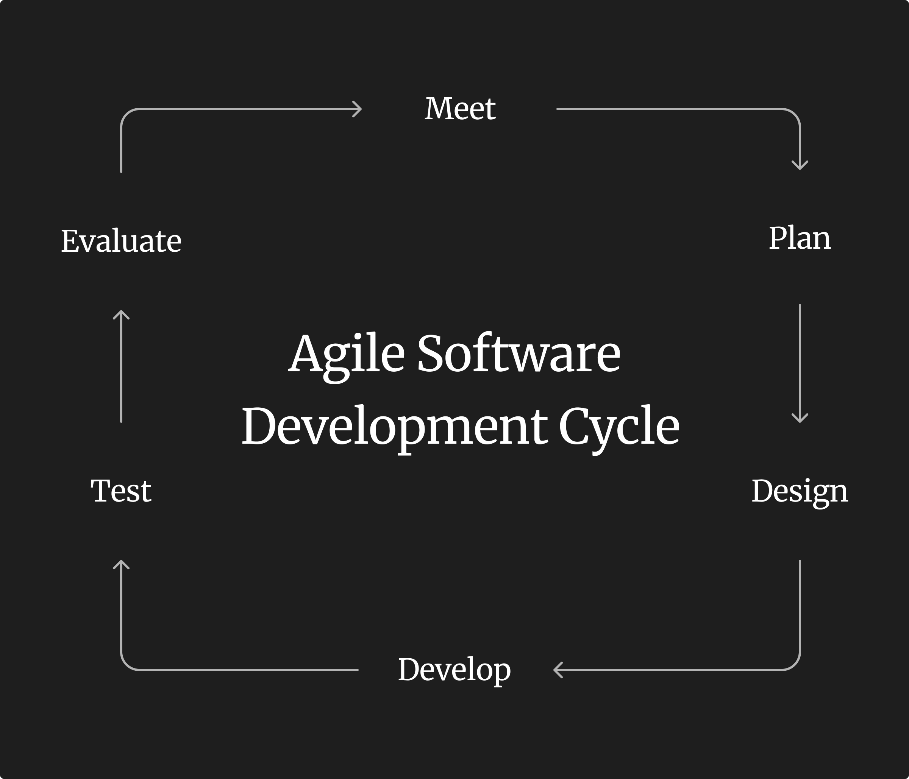 Meet
Evaluate
Plan
Agile Software
Development Cycle
Test
Design
Develop